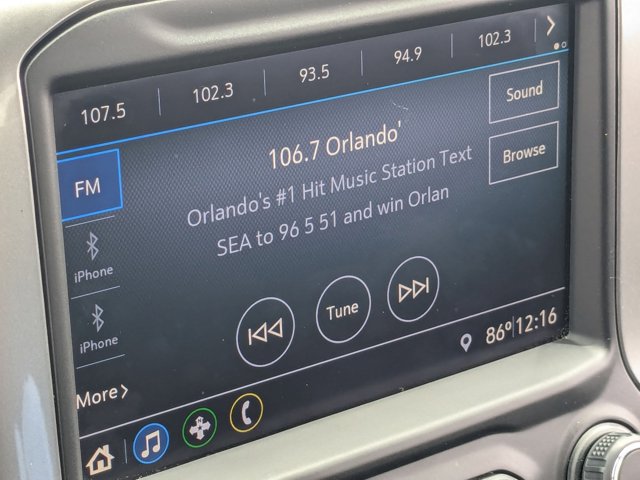 107.5 102.3 93.5 94.9 102.3
Sound
FM
106.7 Orlando'
Browse
Orlando's #1 Hit Music Station Text
SEA to 96 5 51 and win Orlan
iPhone
iPhone
Tune
More
86° 12:16